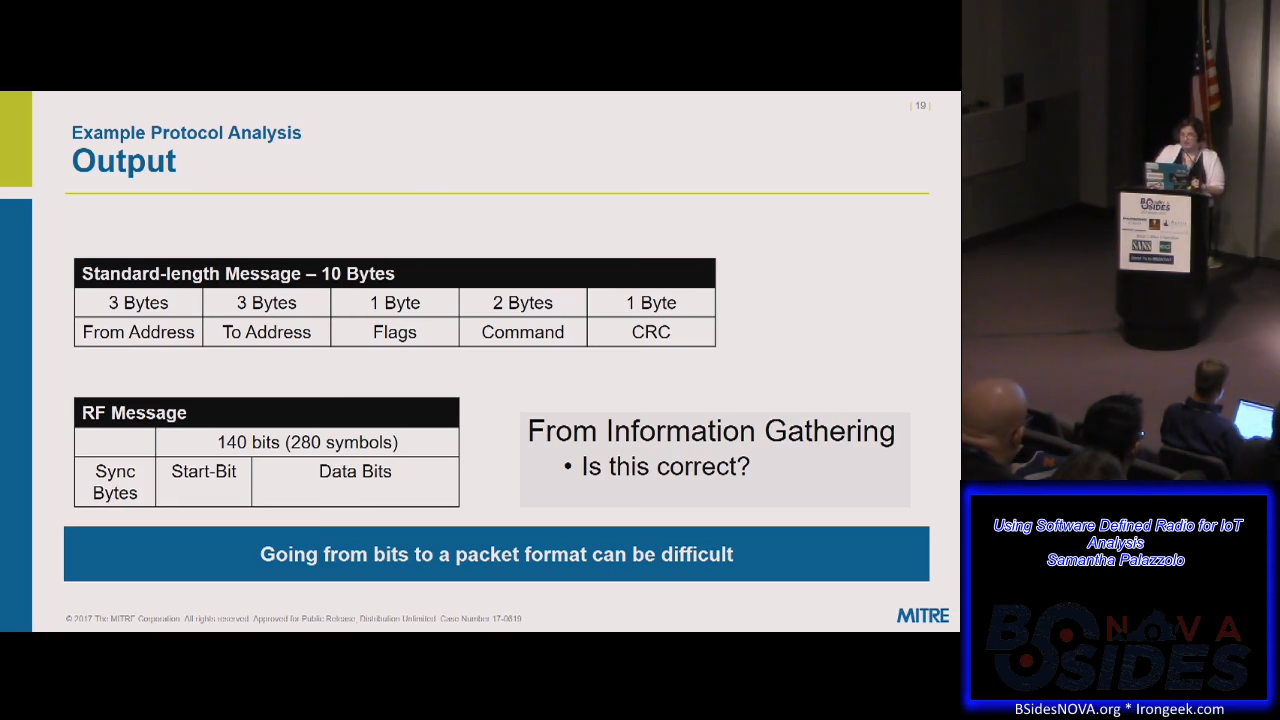 | 19 |
Example Protocol Analysis
Output
Standard-length Message – 10 Bytes
3 Bytes 3 Bytes 1 Byte 2 Bytes 1 Byte
From Address To Address Flags Command CRC
RF Message
140 bits (280 symbols)
Sync Start-Bit Data Bits
Bytes
From Information Gathering
• Is this correct?
Going from bits to a packet format can be difficult
© 2017 The MITRE Corporation. All rights reserved. Approved for Public Release, Distribution Unlimited. Case Number 17-0819
MITRE
BSIDES
SANS
Using Software Defined Radio for IoT
Analysis
Samantha Palazzolo
BSIDES NOVA
BSidesNOVA.org * Irongeek.com